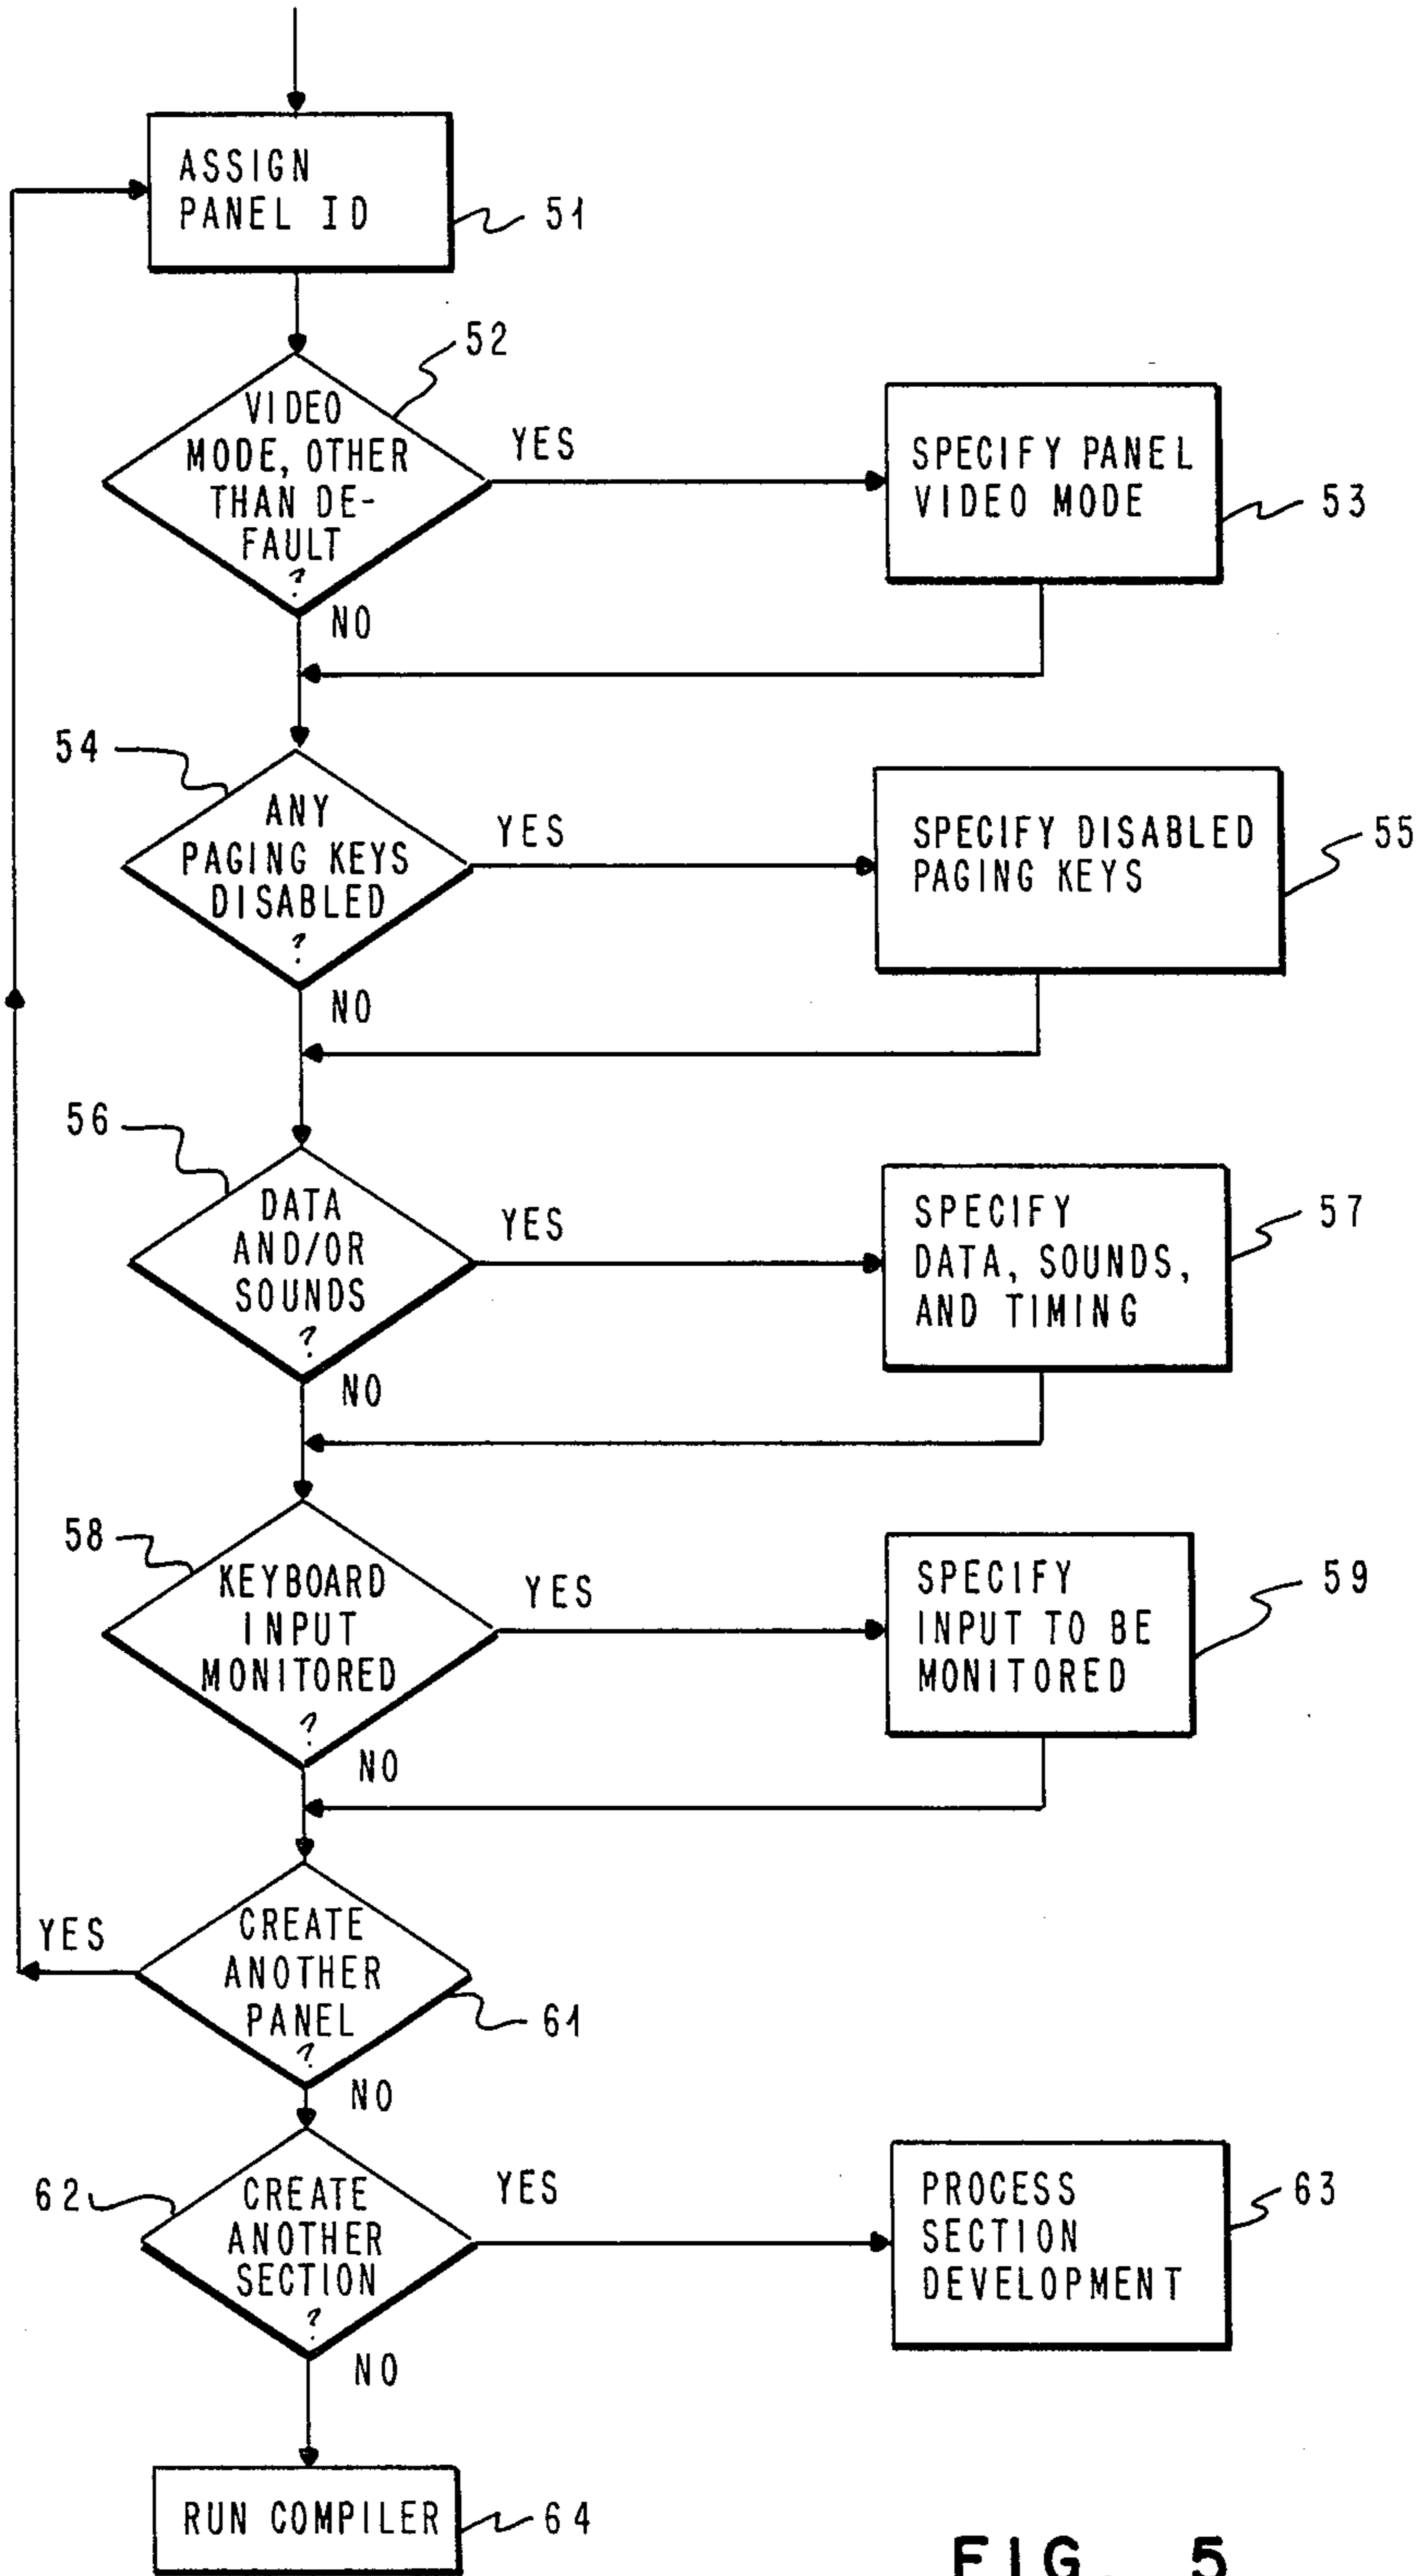 ASSIGN
PANEL ID
51
52
VIDEO
MODE, OTHER
THAN DE-
FAULT
?
YES
NO
SPECIFY PANEL
VIDEO MODE
53
54
ANY
PAGING KEYS
DISABLED
?
YES
NO
SPECIFY DISABLED
PAGING KEYS
55
56
DATA
AND/OR
SOUNDS
?
YES
NO
SPECIFY
DATA, SOUNDS,
AND TIMING
57
58
KEYBOARD
INPUT
MONITORED
?
YES
NO
SPECIFY
INPUT TO BE
MONITORED
59
YES
CREATE
ANOTHER
PANEL
?
61
NO
62
CREATE
ANOTHER
SECTION
?
YES
NO
PROCESS
SECTION
DEVELOPMENT
63
RUN COMPILER
64
FIG. 5